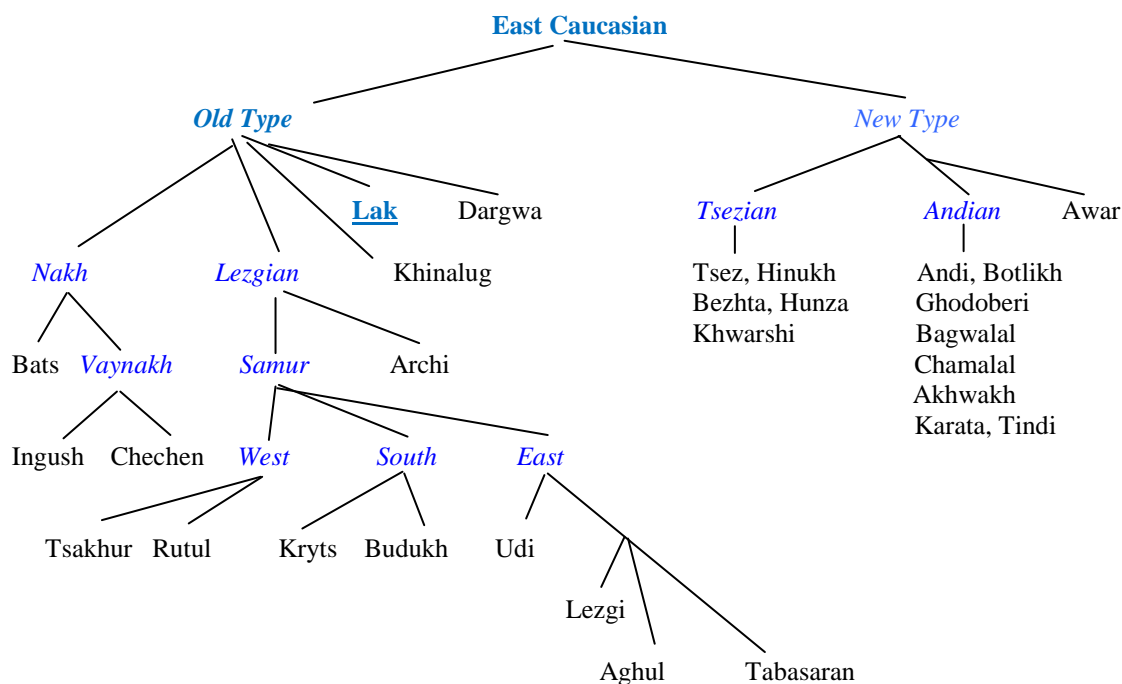 East Caucasian
Old Type New Type
Lak Dargwa Tsezian Andian Awar
Nakh Lezgian Khinalug Tsez, Hinukh Andi, Botlikh
Bezhta, Hunza Ghodoberi
Khwarshi Bagwalal
Bats Vaynakh Samur Archi Chamalal
Akhwakh
Karata, Tindi
Ingush Chechen West South East
Tsakhur Rutul Kryts Budukh Udi
Lezgi
Aghul Tabasaran